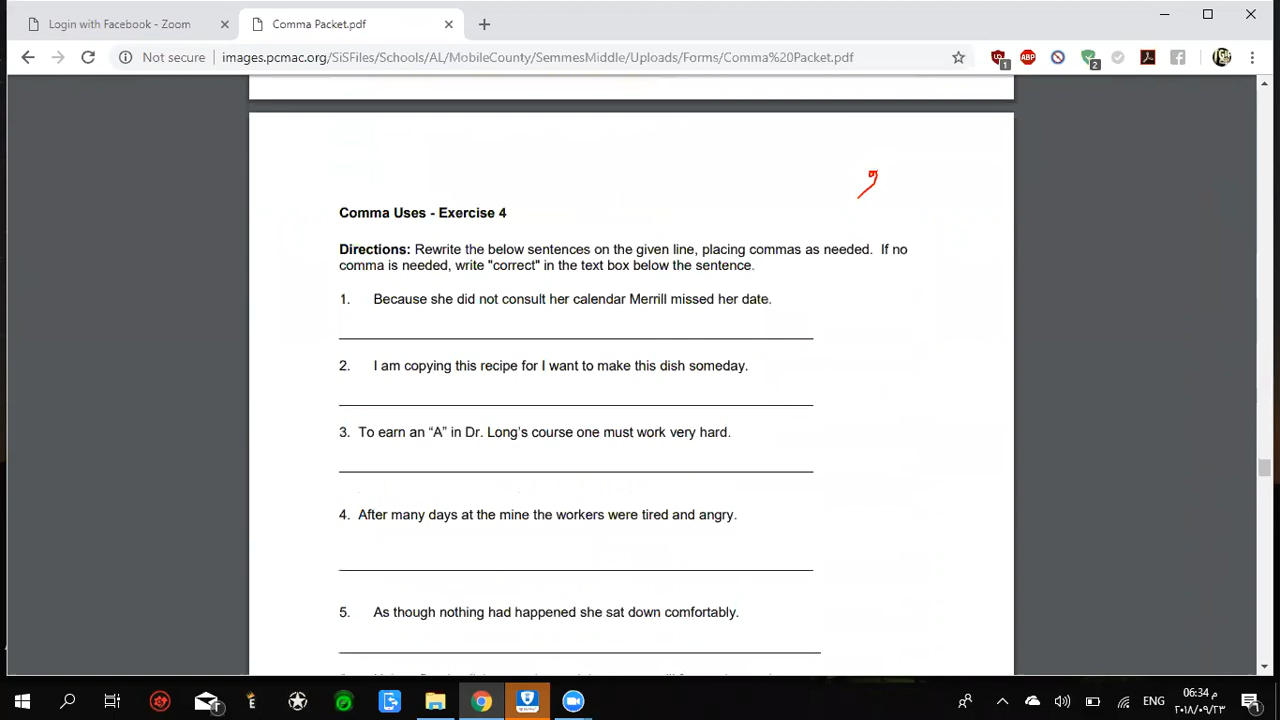 Login with Facebook - Zoom
Comma Packet.pdf
Not secure
images.pcmac.org/SiSFiles/Schools/AL/MobileCounty/SemmesMiddle/Uploads/Forms/Comma%20Packet.pdf
1
ABP
2
,
Comma Uses - Exercise 4
Directions: Rewrite the below sentences on the given line, placing commas as needed. If no
comma is needed, write "correct" in the text box below the sentence.
1. Because she did not consult her calendar Merrill missed her date.
2. I am copying this recipe for I want to make this dish someday.
3. To earn an “A” in Dr. Long’s course one must work very hard.
4. After many days at the mine the workers were tired and angry.
5. As though nothing had happened she sat down comfortably.
ENG
06:34 م
٢٠١٨/٠٩/٢٣